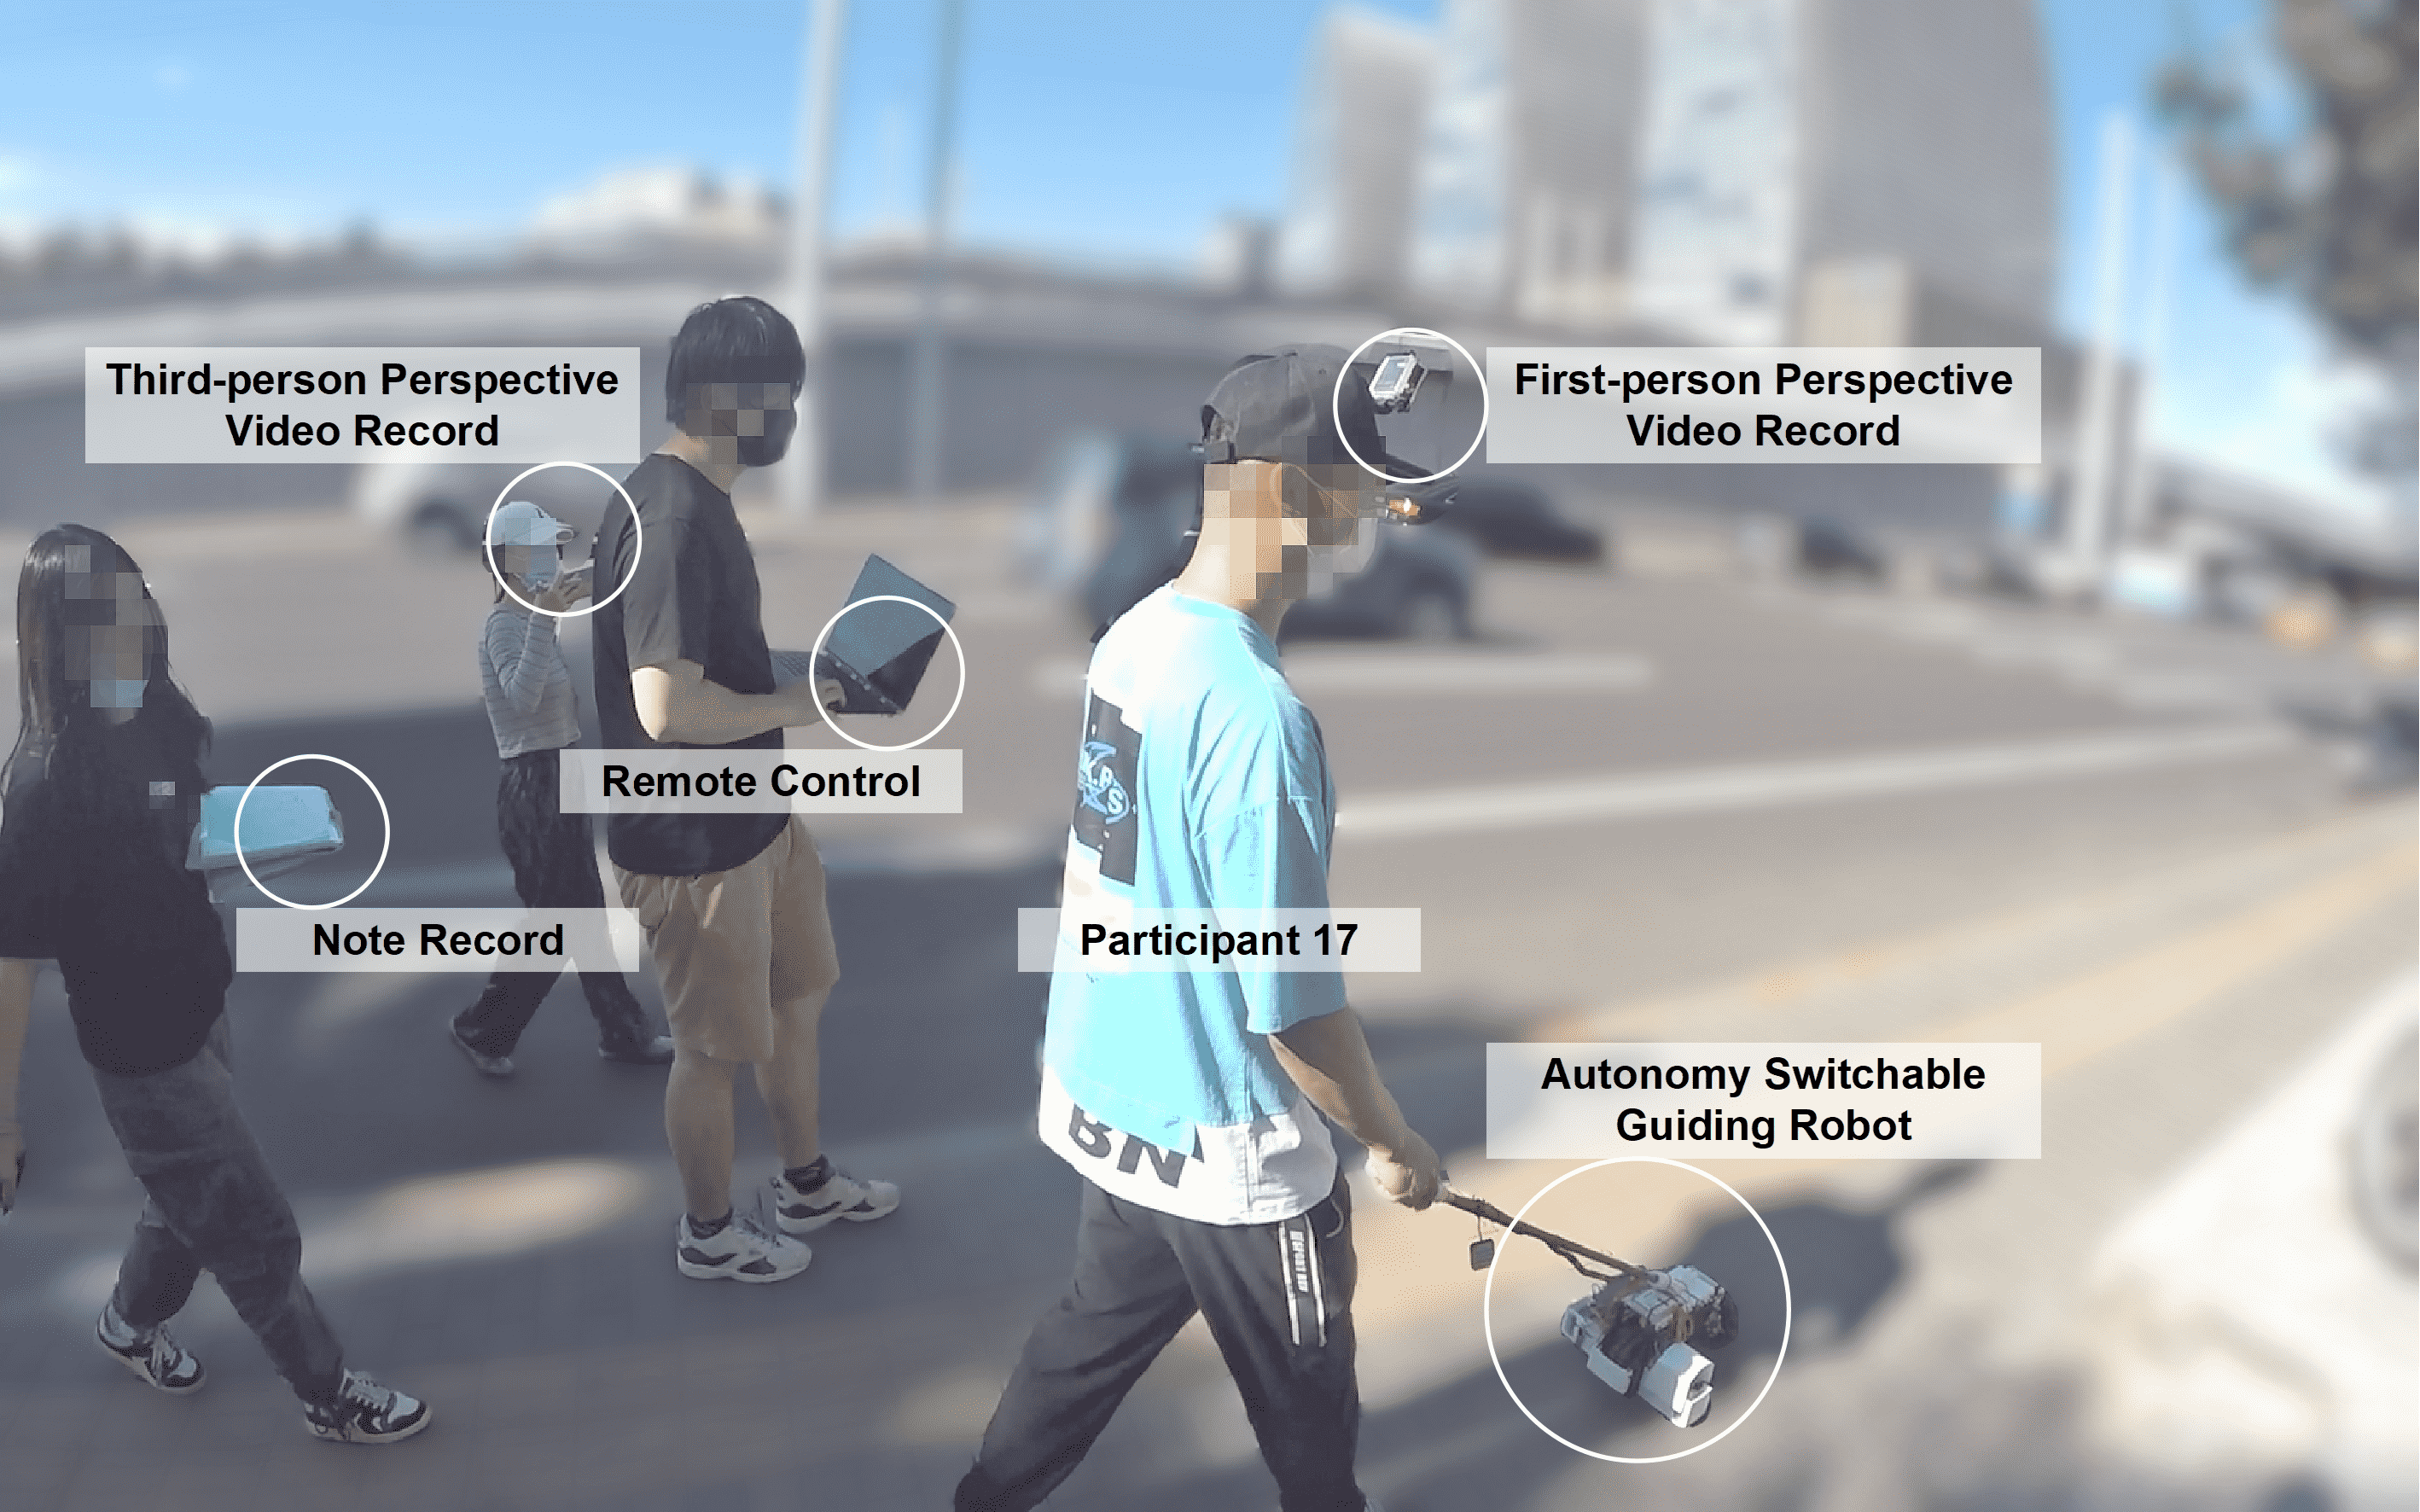 Third-person Perspective
Video Record
First-person Perspective
Video Record
Remote Control
Note Record
Participant 17
Autonomy Switchable
Guiding Robot
BN